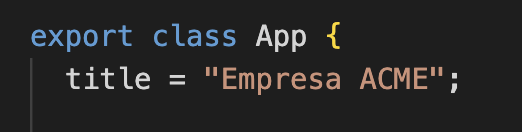 export class App {
title = "Empresa ACME";